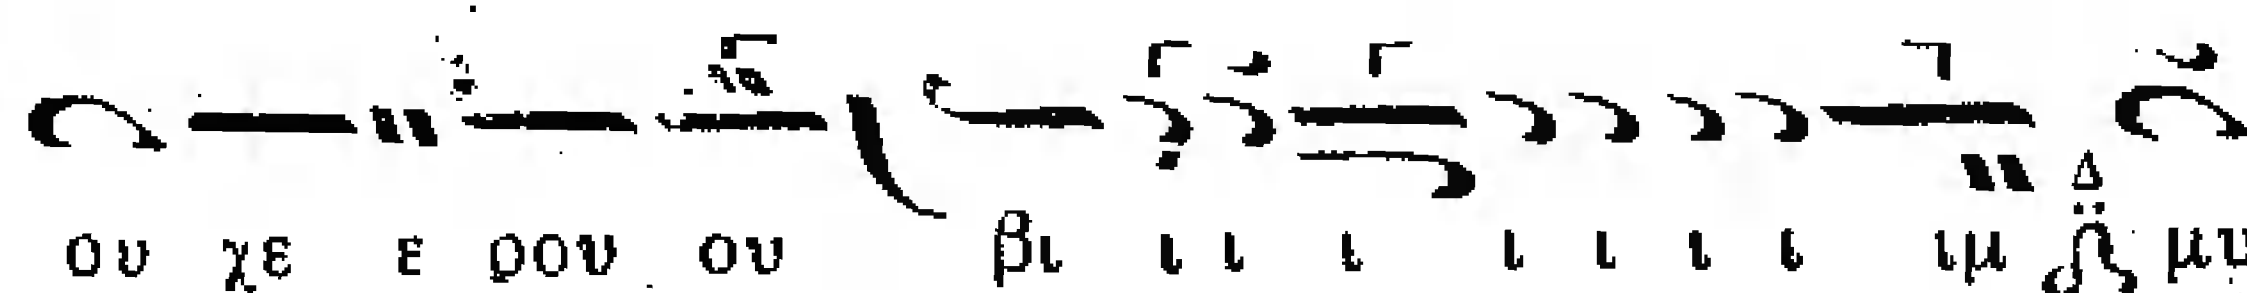 ου χε ε ρου ου βι ι ι ι ι ι ι ι ιμ Δ μυ